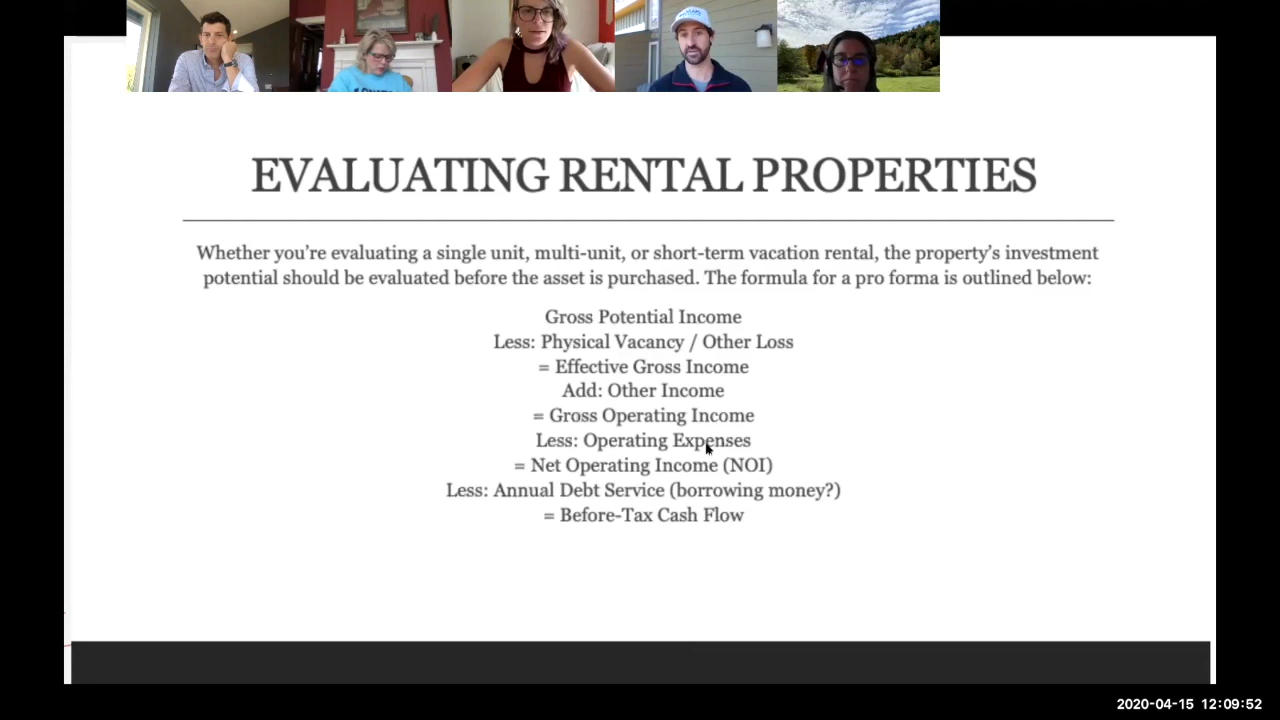 EVALUATING RENTAL PROPERTIES
Whether you're evaluating a single unit, multi-unit, or short-term vacation rental, the property's investment
potential should be evaluated before the asset is purchased. The formula for a pro forma is outlined below:
Gross Potential Income
Less: Physical Vacancy / Other Loss
= Effective Gross Income
Add: Other Income
= Gross Operating Income
Less: Operating Expenses
= Net Operating Income (NOI)
Less: Annual Debt Service (borrowing money?)
= Before-Tax Cash Flow
2020-04-15 12:09:52